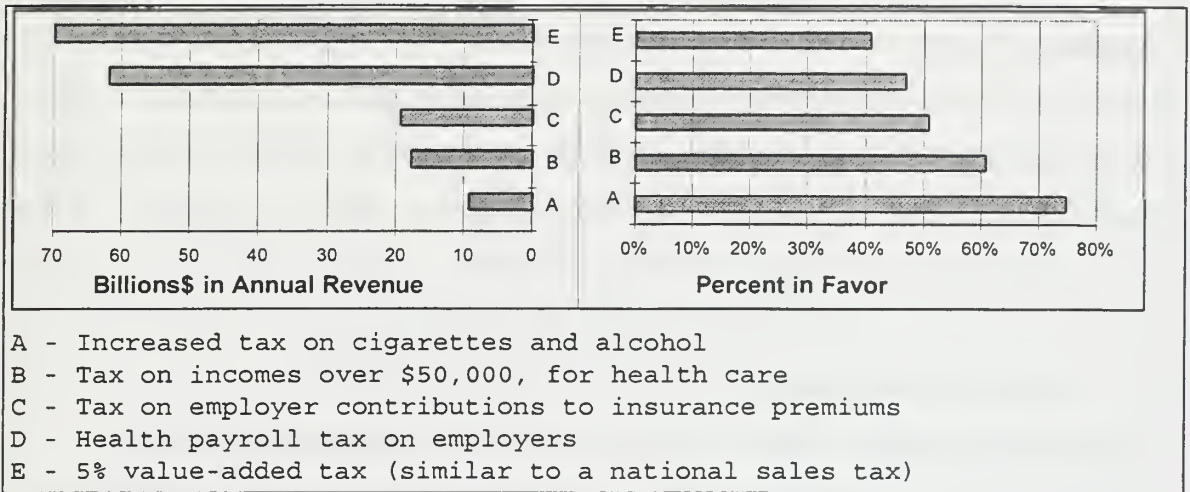 E
D
C
B
A
70 60 50 40 30 20 10 0
Billions$ in Annual Revenue
E
D
C
B
A
0% 10% 20% 30% 40% 50% 60% 70% 80%
Percent in Favor
A - Increased tax on cigarettes and alcohol
B - Tax on incomes over $50,000, for health care
C - Tax on employer contributions to insurance premiums
D - Health payroll tax on employers
E - 5% value-added tax (similar to a national sales tax)